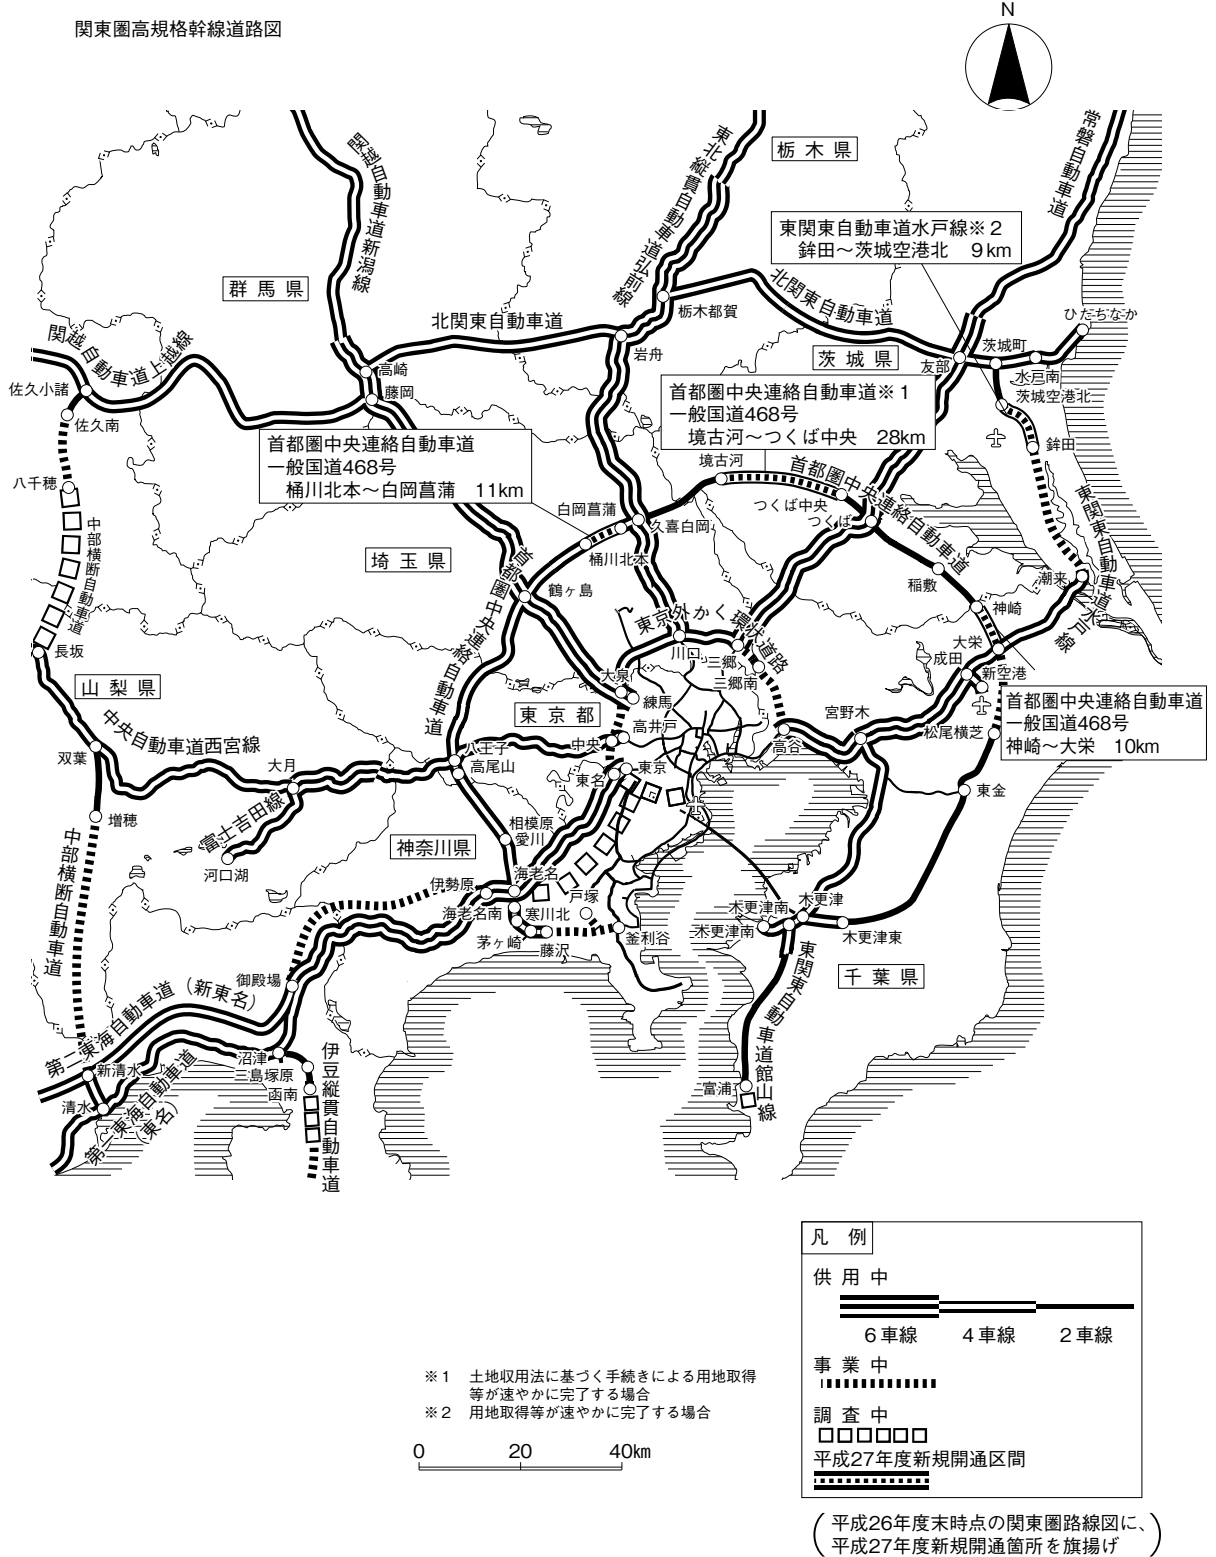 関東圏高規格幹線道路図
N
関越自動車道新潟線
東北縦貫自動車道弘前線
栃木県
常磐自動車道
東関東自動車道水戸線※2
鉾田～茨城空港北 9km
群馬県
北関東自動車道
栃木都賀
北関東自動車道
ひたちなか
関越自動車道上越線
岩舟
茨城県
茨城町
友部
水戸南
茨城空港北
佐久小諸
高崎
藤岡
佐久南
首都圏中央連絡自動車道※1
一般国道468号
境古河～つくば中央 28km
首都圏中央連絡自動車道
一般国道468号
桶川北本～白岡菖蒲 11km
鉾田
境古河
首都圏中央連絡自動車道
つくば中央
つくば
八千穂
中部横断自動車道
白岡菖蒲
久喜白岡
桶川北本
東関東自動車道水戸線
埼玉県
首都圏中央連絡自動車道
鶴ヶ島
稲敷
潮来
神崎
東京外かく環状道路
長坂
川口
三郷
三郷南
大栄
成田
新空港
山梨県
大泉
練馬
東京都
首都圏中央連絡自動車道
一般国道468号
神崎～大栄 10km
中央自動車道西宮線
双葉
大月
八王子
高尾山
中央
高井戸
高谷
宮野木
松尾横芝
東名
東京
東金
増穂
富士吉田線
河口湖
相模原
愛川
神奈川県
中部横断自動車道
伊勢原
海老名
戸塚
海老名南
寒川北
茅ヶ崎
藤沢
釜利谷
木更津南
木更津
木更津南
木更津東
東関東自動車道館山線
千葉県
御殿場
第二東海自動車道（新東名）
新清水
沼津
三島塚原
函南
伊豆縦貫自動車道
清水
第一東海自動車道
（東名）
富浦
凡例
供用中
6車線 4車線 2車線
事業中
調査中
平成27年度新規開通区間
※1 土地収用法に基づく手続きによる用地取得
等が速やかに完了する場合
※2 用地取得等が速やかに完了する場合
0 20 40km
（平成26年度末時点の関東圏路線図に、
平成27年度新規開通箇所を旗揚げ）